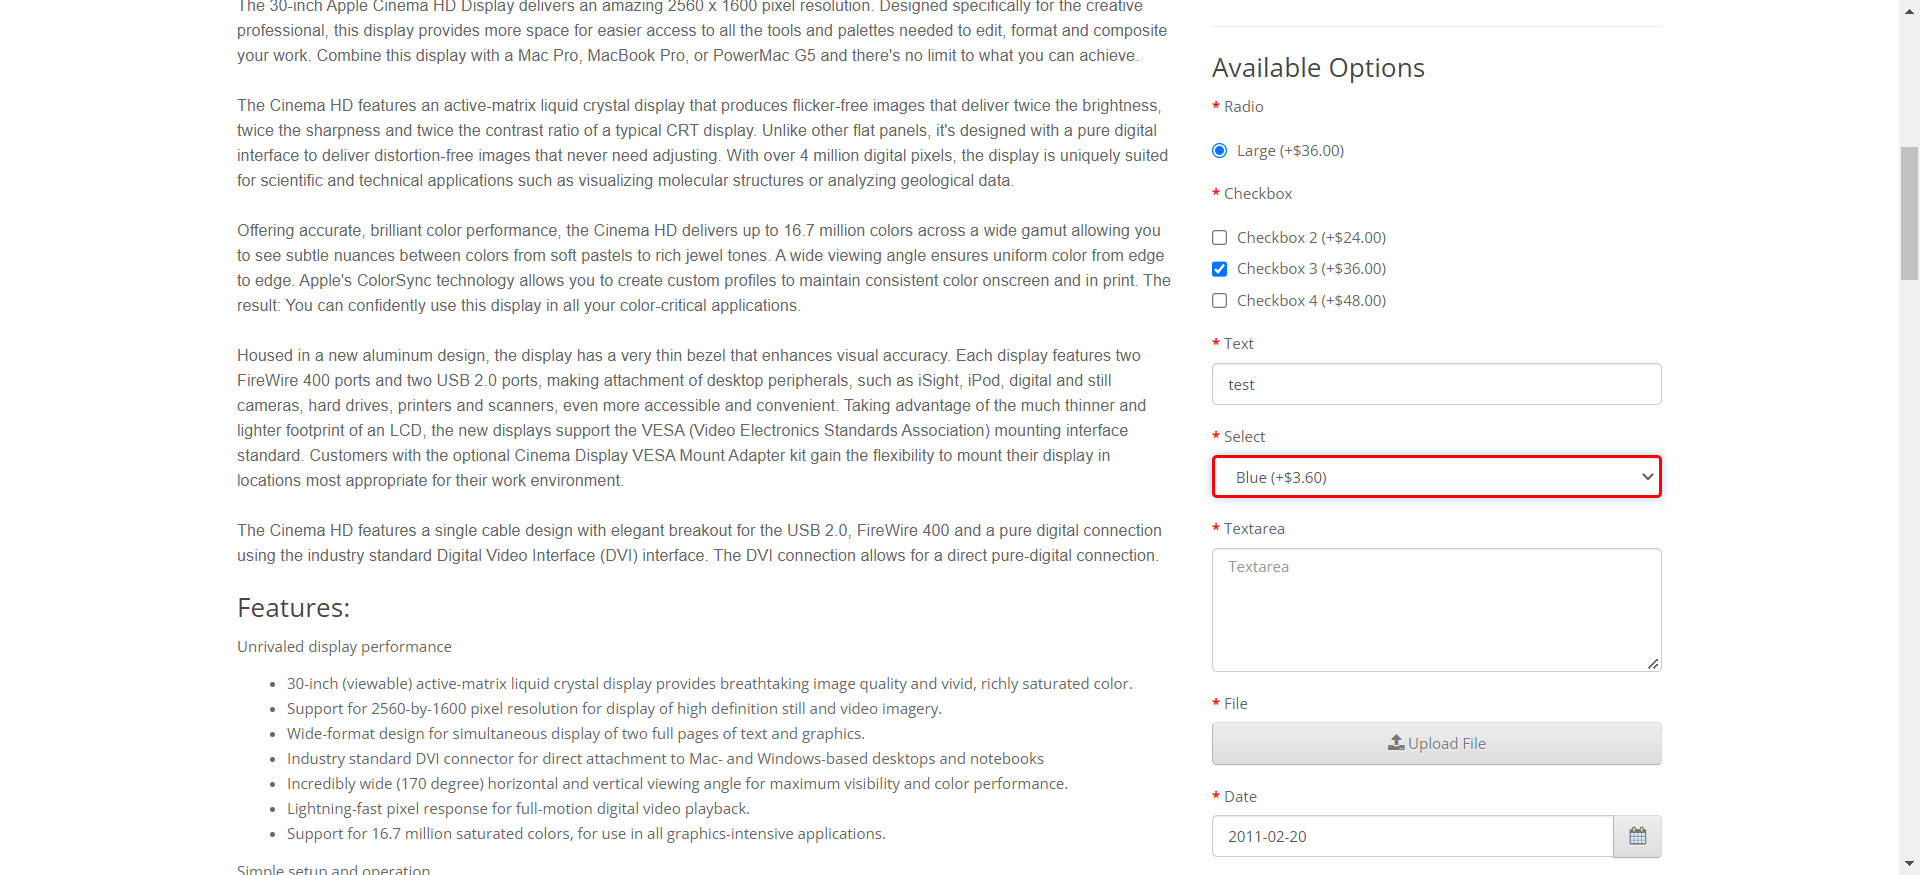 The 30-inch Apple Cinema HD Display delivers an amazing 2560 x 1600 pixel resolution. Designed specifically for the creative
professional, this display provides more space for easier access to all the tools and palettes needed to edit, format and composite
your work. Combine this display with a Mac Pro, MacBook Pro, or PowerMac G5 and there's no limit to what you can achieve.
The Cinema HD features an active-matrix liquid crystal display that produces flicker-free images that deliver twice the brightness,
twice the sharpness and twice the contrast ratio of a typical CRT display. Unlike other flat panels, it's designed with a pure digital
interface to deliver distortion-free images that never need adjusting. With over 4 million digital pixels, the display is uniquely suited
for scientific and technical applications such as visualizing molecular structures or analyzing geological data.
Offering accurate, brilliant color performance, the Cinema HD delivers up to 16.7 million colors across a wide gamut allowing you
to see subtle nuances between colors from soft pastels to rich jewel tones. A wide viewing angle ensures uniform color from edge
to edge. Apple's ColorSync technology allows you to create custom profiles to maintain consistent color onscreen and in print. The
result: You can confidently use this display in all your color-critical applications.
Housed in a new aluminum design, the display has a very thin bezel that enhances visual accuracy. Each display features two
FireWire 400 ports and two USB 2.0 ports, making attachment of desktop peripherals, such as iSight, iPod, digital and still
cameras, hard drives, printers and scanners, even more accessible and convenient. Taking advantage of the much thinner and
lighter footprint of an LCD, the new displays support the VESA (Video Electronics Standards Association) mounting interface
standard. Customers with the optional Cinema Display VESA Mount Adapter kit gain the flexibility to mount their display in
locations most appropriate for their work environment.
The Cinema HD features a single cable design with elegant breakout for the USB 2.0, FireWire 400 and a pure digital connection
using the industry standard Digital Video Interface (DVI) interface. The DVI connection allows for a direct pure-digital connection.
Features:
Unrivaled display performance
• 30-inch (viewable) active-matrix liquid crystal display provides breathtaking image quality and vivid, richly saturated color.
• Support for 2560-by-1600 pixel resolution for display of high definition still and video imagery.
• Wide-format design for simultaneous display of two full pages of text and graphics.
• Industry standard DVI connector for direct attachment to Mac- and Windows-based desktops and notebooks
• Incredibly wide (170 degree) horizontal and vertical viewing angle for maximum visibility and color performance.
• Lightning-fast pixel response for full-motion digital video playback.
• Support for 16.7 million saturated colors, for use in all graphics-intensive applications.
Simple setup and operation
Available Options
* Radio
Large (+$36.00)
* Checkbox
Checkbox 2 (+$24.00)
Checkbox 3 (+$36.00)
Checkbox 4 (+$48.00)
* Text
test
* Select
Blue (+$3.60)
* Textarea
Textarea
* File
Upload File
* Date
2011-02-20